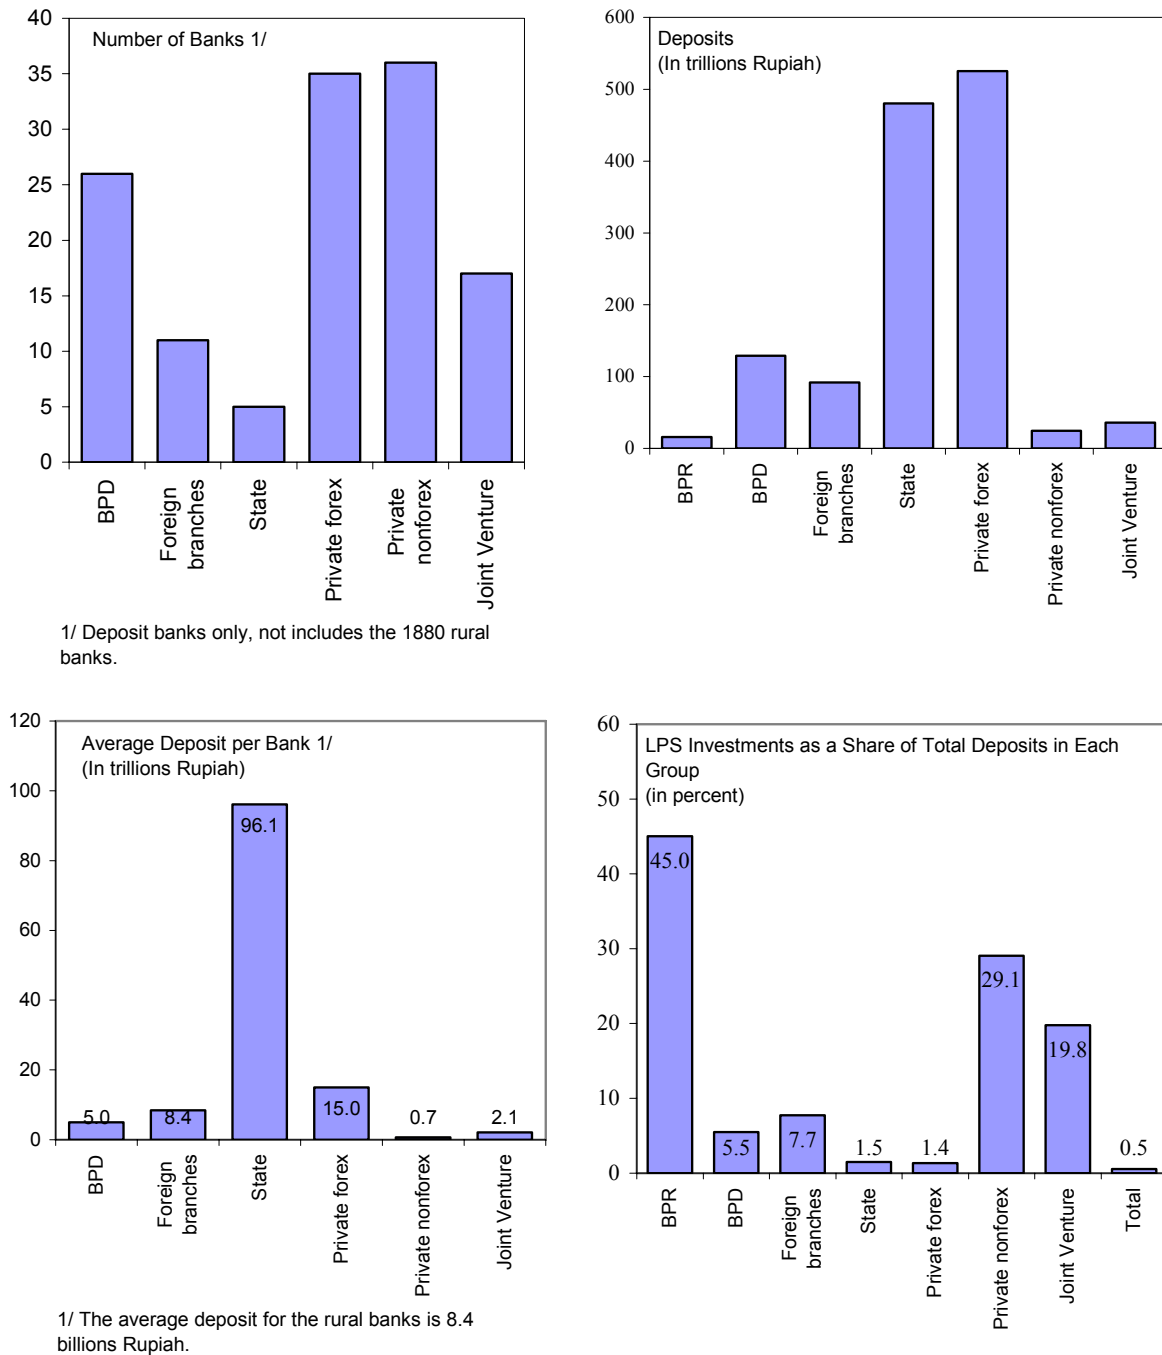 Number of Banks 1/
40
35
30
25
20
15
10
5
0
BPD
Foreign
branches
State
Private forex
Private
nonforex
Joint Venture
1/ Deposit banks only, not includes the 1880 rural
banks.
Deposits
(In trillions Rupiah)
600
500
400
300
200
100
0
BPR
BPD
Foreign
branches
State
Private forex
Private nonforex
Joint Venture
Average Deposit per Bank 1/
(In trillions Rupiah)
120
100
80
60
40
20
0
5.0
8.4
96.1
15.0
0.7
2.1
BPD
Foreign
branches
State
Private forex
Private nonforex
Joint Venture
1/ The average deposit for the rural banks is 8.4
billions Rupiah.
LPS Investments as a Share of Total Deposits in Each
Group
(in percent)
60
50
40
30
20
10
0
45.0
5.5
7.7
1.5
1.4
29.1
19.8
0.5
BPR
BPD
Foreign
branches
State
Private forex
Private nonforex
Joint Venture
Total